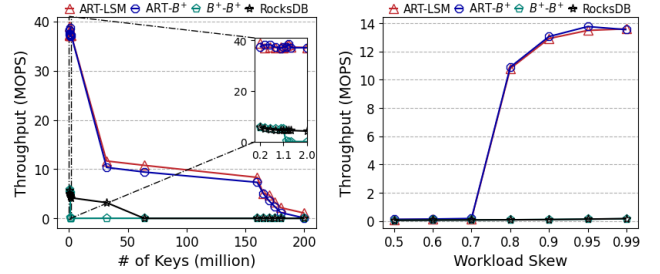 ART-LSM ART-B+ B+-B+ RocksDB
Throughput (MOPS)
40
30
20
10
0
40
20
0
0.2 1.1 2.0
0 50 100 150 200
# of Keys (million)
ART-LSM ART-B+ B+-B+ RocksDB
Throughput (MOPS)
14
12
10
8
6
4
2
0
0.5 0.6 0.7 0.8 0.9 0.95 0.99
Workload Skew